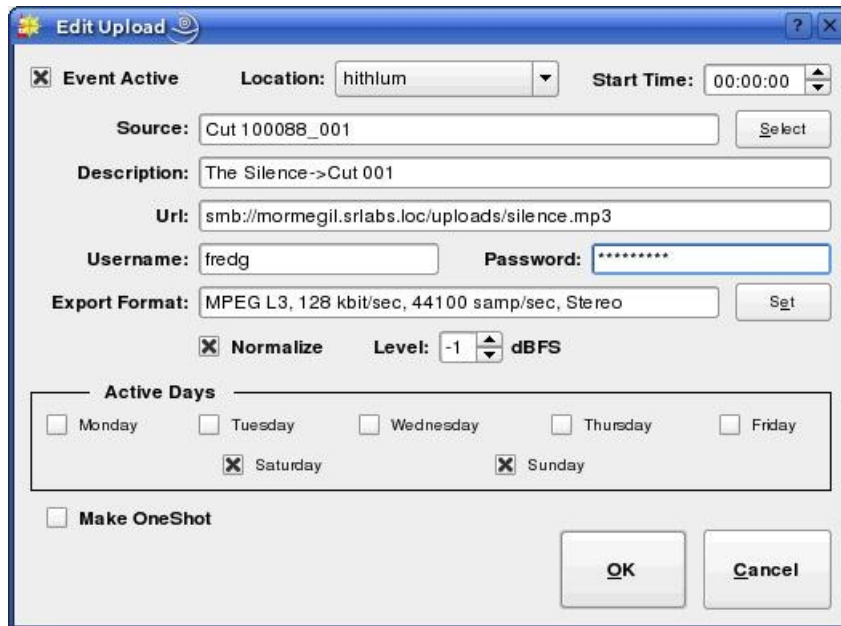 Edit Upload
Event Active Location: hithlum Start Time: 00:00:00
Source: Cut 100088_001 Select
Description: The Silence->Cut 001
Url: smb://mormegil.srlabs.loc/uploads/silence.mp3
Username: fredg Password: *********
Export Format: MPEG L3, 128 kbit/sec, 44100 samp/sec, Stereo Set
Normalize Level: -1 dBFS
Active Days
Monday Tuesday Wednesday Thursday Friday
Saturday Sunday
Make OneShot
OK Cancel